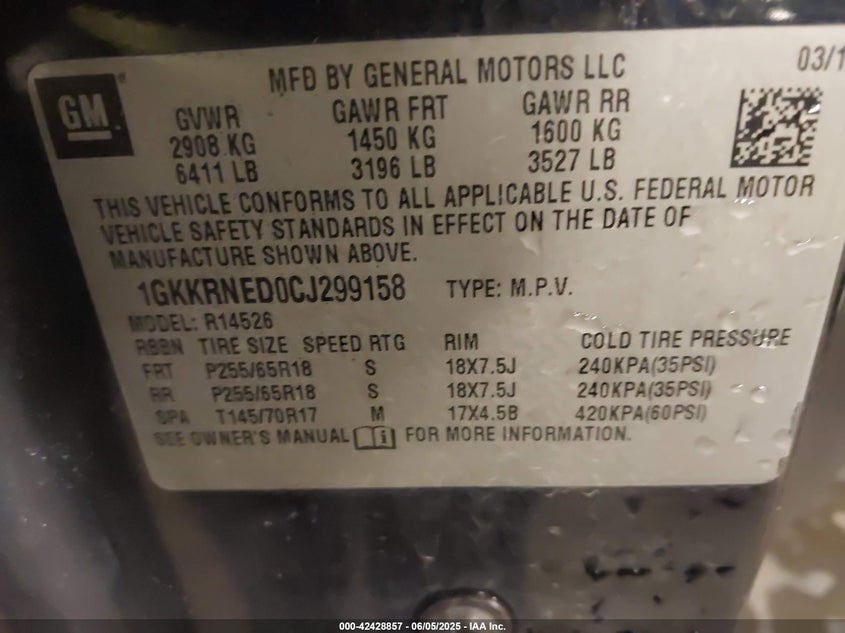 MFD BY GENERAL MOTORS LLC 03/1
GM
GVWR GAWR FRT GAWR RR
2908 KG 1450 KG 1600 KG
6411 LB 3196 LB 3527 LB
THIS VEHICLE CONFORMS TO ALL APPLICABLE U.S. FEDERAL MOTOR
VEHICLE SAFETY STANDARDS IN EFFECT ON THE DATE OF
MANUFACTURE SHOWN ABOVE.
1GKKRNED0CJ299158 TYPE: M.P.V.
MODEL: R14526
RBBN TIRE SIZE SPEED RTG RIM COLD TIRE PRESSURE
FRT P255/65R18 S 18X7.5J 240KPA(35PSI)
RR P255/65R18 S 18X7.5J 240KPA(35PSI)
SPA T145/70R17 M 17X4.5B 420KPA(60PSI)
SEE OWNER'S MANUAL FOR MORE INFORMATION.
000-42428857 - 06/05/2025 - IAA Inc.